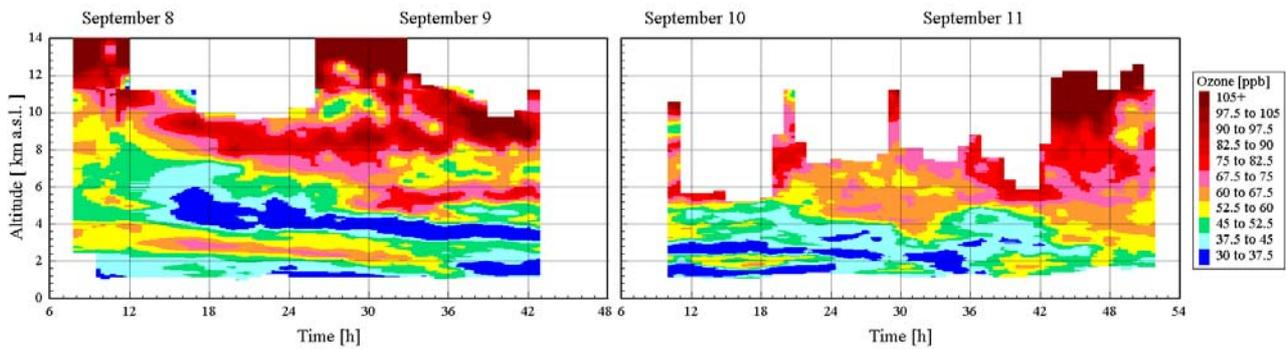 September 8 September 9 September 10 September 11
14
12
10
8
6
4
2
0
Altitude [ km a.s.l. ]
6 12 18 24 30 36 42 48
6 12 18 24 30 36 42 48 54
Time [h] Time [h]
Ozone [ppb]
105+
97.5 to 105
90 to 97.5
82.5 to 90
75 to 82.5
67.5 to 75
60 to 67.5
52.5 to 60
45 to 52.5
37.5 to 45
30 to 37.5